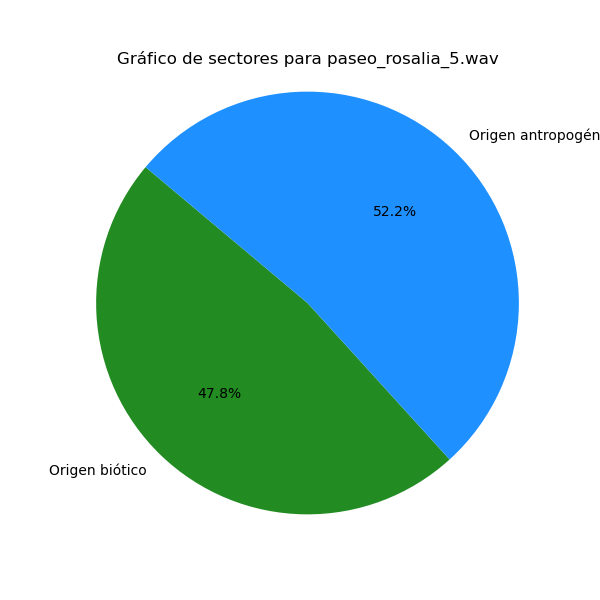 Gráfico de sectores para paseo_rosalia_5.wav
Origen antropogén
52.2%
47.8%
Origen biótico